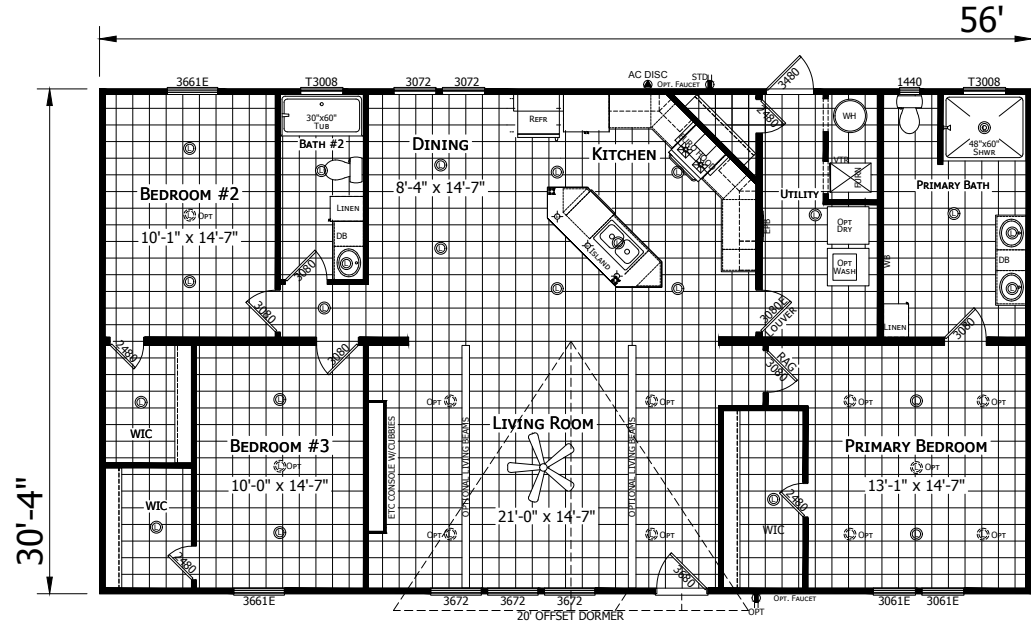 56'
30'-4"
3661E
T3008
3072
3072
AC DISC
STD
OPT. FAUCET
3480
1440
T3008
30"x60"
TUB
BATH #2
DINING
8'-4" x 14'-7"
REFR
KITCHEN
2480
WH
VTR
FURN
48"x60"
SHWR
BEDROOM #2
OPT
10'-1" x 14'-7"
LINEN
DB
3080
3080
ISLAND
UTILITY
EPB
OPT
DRY
OPT
WASH
WB
PRIMARY BATH
DB
LINEN
3080E
LOUVER
3080
2480
3080
RAG
3080
WIC
WIC
2480
BEDROOM #3
OPT
10'-0" x 14'-7"
ETC CONSOLE W/CUBBIES
OPT
OPTIONAL LIVING BEAMS
LIVING ROOM
21'-0" x 14'-7"
OPTIONAL LIVING BEAMS
OPT
OPT
OPT
WIC
2480
OPT
OPT
PRIMARY BEDROOM
OPT
13'-1" x 14'-7"
OPT
OPT
3661E
3672
3672
3672
3680
20' OFFSET DORMER
OPT
OPT. FAUCET
3061E
3061E